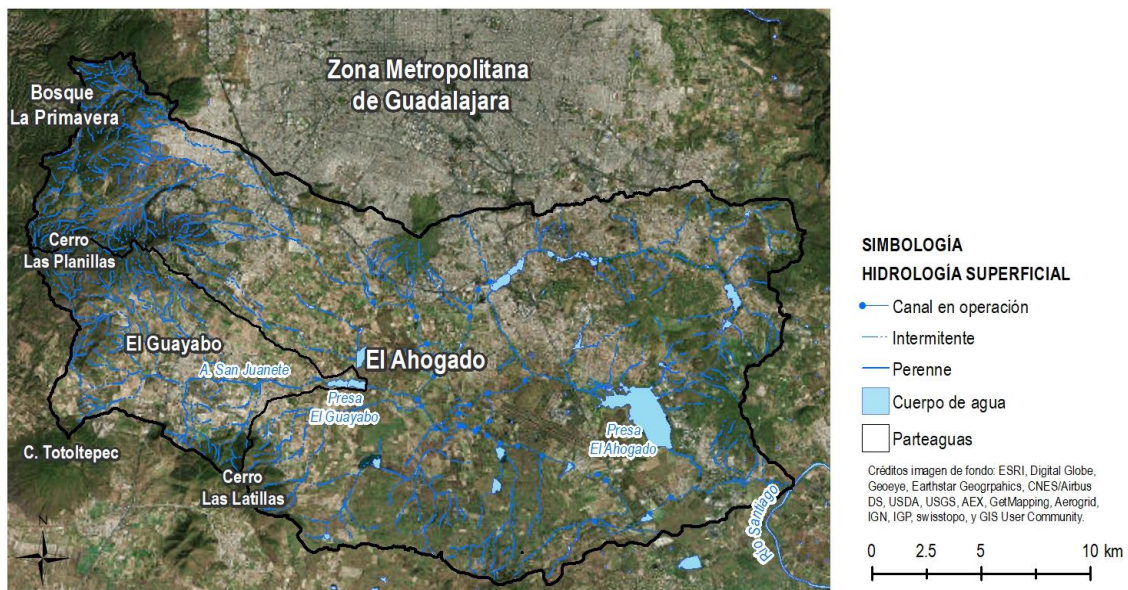 Zona Metropolitana
de Guadalajara
Bosque
La Primavera
Cerro
Las Planillas
El Guayabo
A. San Juanete
El Ahogado
Presa
El Guayabo
Presa
El Ahogado
C. Totoltepec
Cerro
Las Latillas
Río Santiago
N
SIMBOLOGÍA
HIDROLOGÍA SUPERFICIAL
Canal en operación
Intermitente
Perenne
Cuerpo de agua
Parteaguas
Créditos imagen de fondo: ESRI, Digital Globe,
Geoeye, Earthstar Geogrpahics, CNES/Airbus
DS, USDA, USGS, AEX, GetMapping, Aerogrid,
IGN, IGP, swisstopo, y GIS User Community.
0 2.5 5 10 km